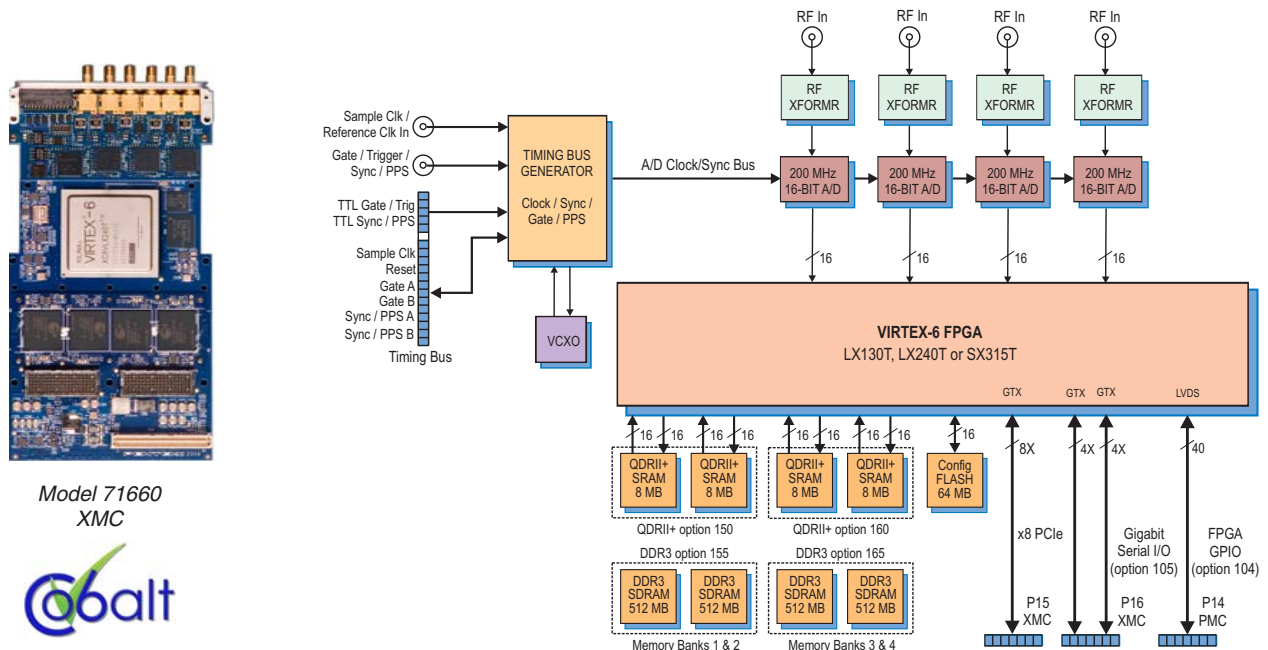 RF In
RF In
RF In
RF In
RF
XFORMR
RF
XFORMR
RF
XFORMR
RF
XFORMR
Sample Clk /
Reference Clk In
Gate / Trigger /
Sync / PPS
TTL Gate / Trig
TTL Sync / PPS
Sample Clk
Reset
Gate A
Gate B
Sync / PPS A
Sync / PPS B
Timing Bus
TIMING BUS
GENERATOR
Clock / Sync /
Gate / PPS
VCXO
A/D Clock/Sync Bus
200 MHz
16-BIT A/D
200 MHz
16-BIT A/D
200 MHz
16-BIT A/D
200 MHz
16-BIT A/D
16
16
16
16
VIRTEX-6 FPGA
LX130T, LX240T or SX315T
GTX
GTX
GTX
LVDS
16
16
16
16
16
16
16
16
16
8X
4X
4X
40
QDRII+
SRAM
8 MB
QDRII+
SRAM
8 MB
QDRII+
SRAM
8 MB
QDRII+
SRAM
8 MB
Config
FLASH
64 MB
QDRII+ option 150
QDRII+ option 160
DDR3 option 155
DDR3 option 165
DDR3
SDRAM
512 MB
DDR3
SDRAM
512 MB
DDR3
SDRAM
512 MB
DDR3
SDRAM
512 MB
Memory Banks 1 & 2
Memory Banks 3 & 4
x8 PCIe
Gigabit
Serial I/O
(option 105)
FPGA
GPIO
(option 104)
P15
XMC
P16
XMC
P14
PMC
VIRTEX-6
Model 71660
XMC
Cobalt